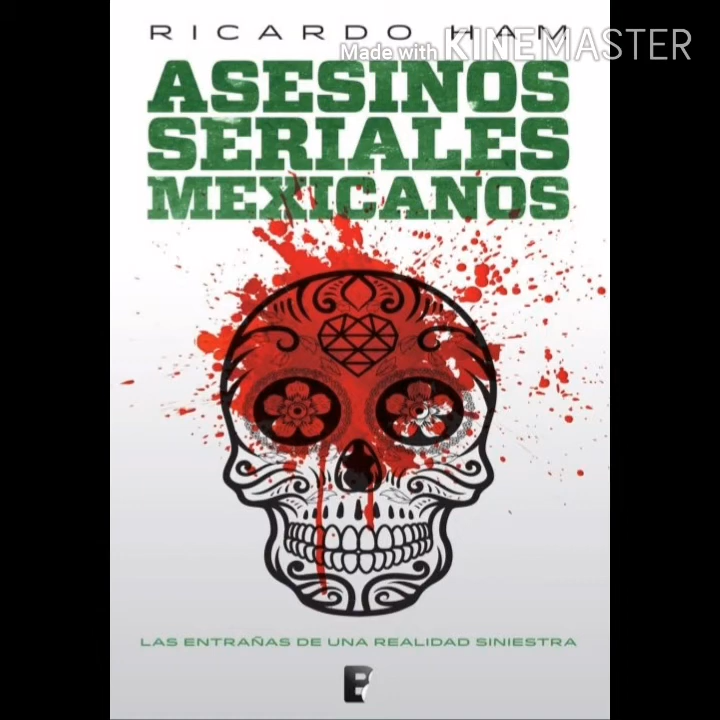 RICARDO HAM
Made with KINEMASTER
ASESINOS
SERIALES
MEXICANOS
LAS ENTRAÑAS DE UNA REALIDAD SINIESTRA
B